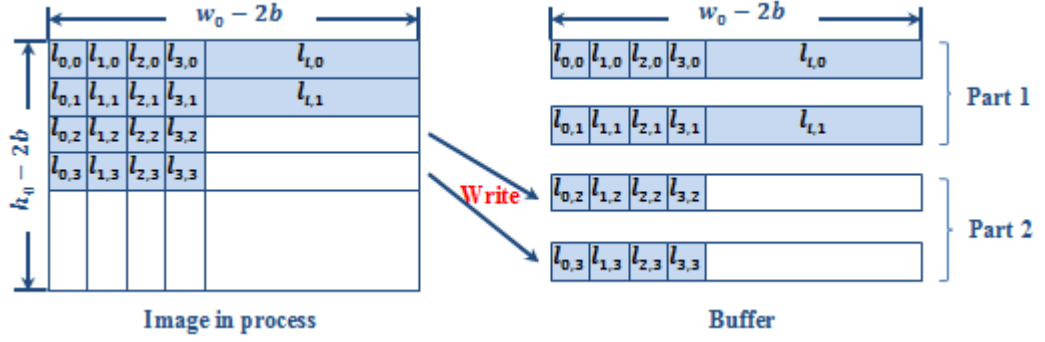 w₀ − 2b
h₀ − 2b
l₀,₀ l₁,₀ l₂,₀ l₃,₀ lᵢ,₀
l₀,₁ l₁,₁ l₂,₁ l₃,₁ lᵢ,₁
l₀,₂ l₁,₂ l₂,₂ l₃,₂
l₀,₃ l₁,₃ l₂,₃ l₃,₃
Image in process
Write
w₀ − 2b
l₀,₀ l₁,₀ l₂,₀ l₃,₀ lᵢ,₀
l₀,₁ l₁,₁ l₂,₁ l₃,₁ lᵢ,₁
Part 1
l₀,₂ l₁,₂ l₂,₂ l₃,₂
l₀,₃ l₁,₃ l₂,₃ l₃,₃
Part 2
Buffer